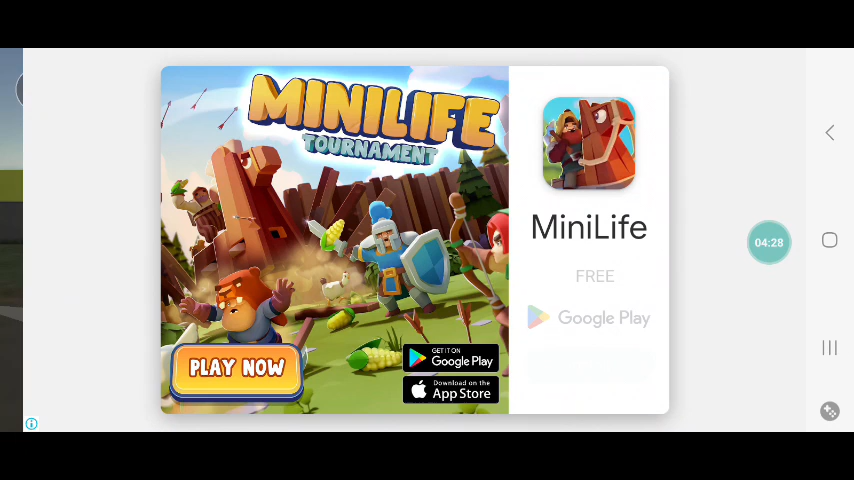 MINILIFE
TOURNAMENT
MiniLife
FREE
Google Play
04:28
PLAY NOW
GET IT ON
Google Play
Download on the
App Store